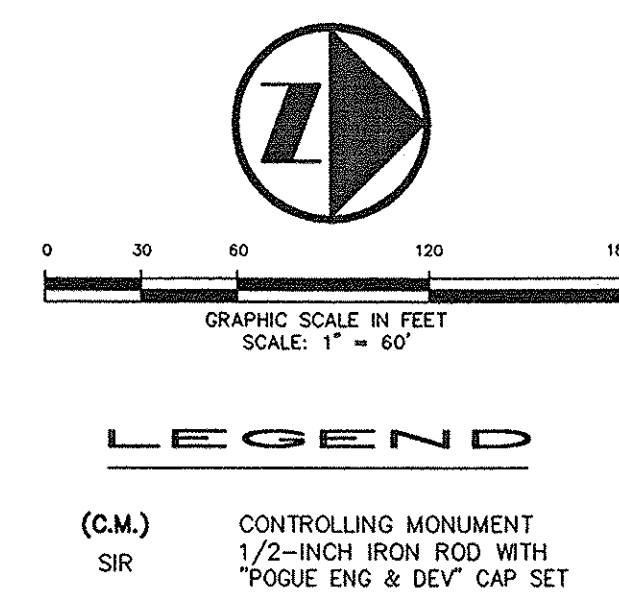 N
0 30 60 120
GRAPHIC SCALE IN FEET
SCALE: 1" = 60'
LEGEND
(C.M.) CONTROLLING MONUMENT
SIR 1/2-INCH IRON ROD WITH
"POGUE ENG & DEV" CAP SET